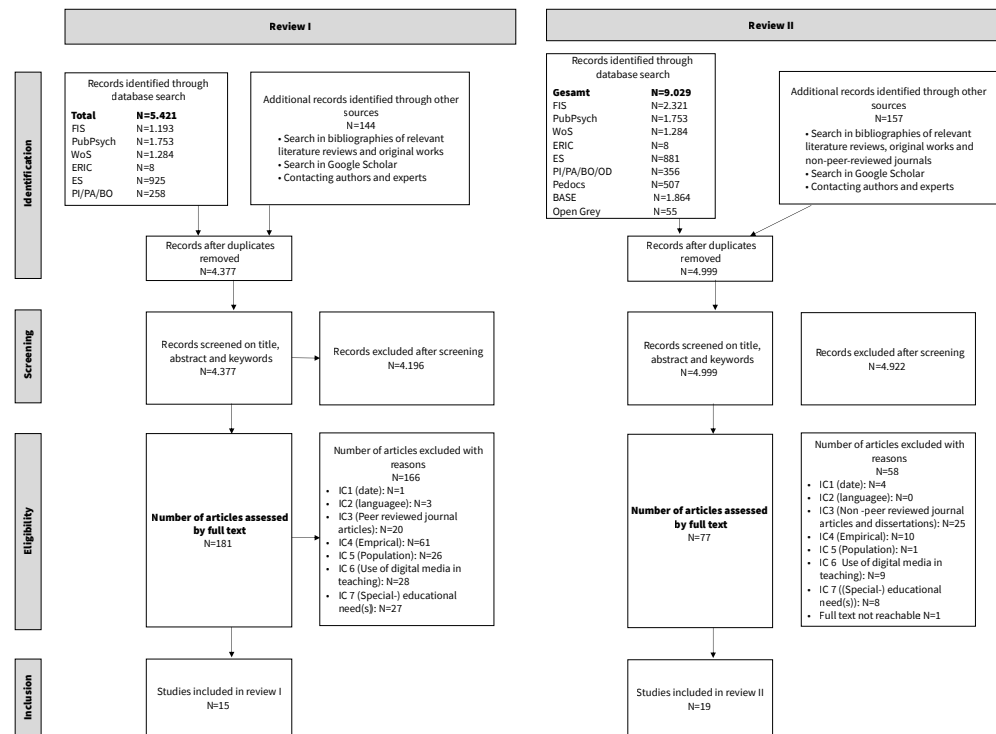 Review I
Identification
Records identified through
database search
Total N=5.421
FIS N=1.193
PubPsych N=1.753
WoS N=1.284
ERIC N=8
ES N=925
PI/PA/BO N=258
Additional records identified through other
sources
N=144
• Search in bibliographies of relevant
literature reviews and original works
• Search in Google Scholar
• Contacting authors and experts
Records after duplicates
removed
N=4.377
Screening
Records screened on title,
abstract and keywords
N=4.377
Records excluded after screening
N=4.196
Eligibility
Number of articles assessed
by full text
N=181
Number of articles excluded with
reasons
N=166
• IC1 (date): N=1
• IC2 (languagee): N=3
• IC3 (Peer reviewed journal
articles): N=20
• IC4 (Emprical): N=61
• IC 5 (Population): N=26
• IC 6 (Use of digital media in
teaching): N=28
• IC 7 (Special-) educational
need(s): N=27
Inclusion
Studies included in review I
N=15
Review II
Records identified through
database search
Gesamt N=9.029
FIS N=2.321
PubPsych N=1.753
WoS N=1.284
ERIC N=8
ES N=881
PI/PA/BO/OD N=356
Pedocs N=507
BASE N=1.864
Open Grey N=55
Additional records identified through other
sources
N=157
• Search in bibliographies of relevant
literature reviews, original works and
non-peer-reviewed journals
• Search in Google Scholar
• Contacting authors and experts
Records after duplicates
removed
N=4.999
Records screened on title,
abstract and keywords
N=4.999
Records excluded after screening
N=4.922
Number of articles assessed
by full text
N=77
Number of articles excluded with
reasons
N=58
• IC1 (date): N=4
• IC2 (languagee): N=0
• IC3 (Non -peer reviewed journal
articles and dissertations): N=25
• IC4 (Empirical): N=10
• IC 5 (Population): N=1
• IC 6 Use of digital media in
teaching): N=9
• IC 7 ((Special-) educational
need(s)): N=8
• Full text not reachable N=1
Studies included in review II
N=19